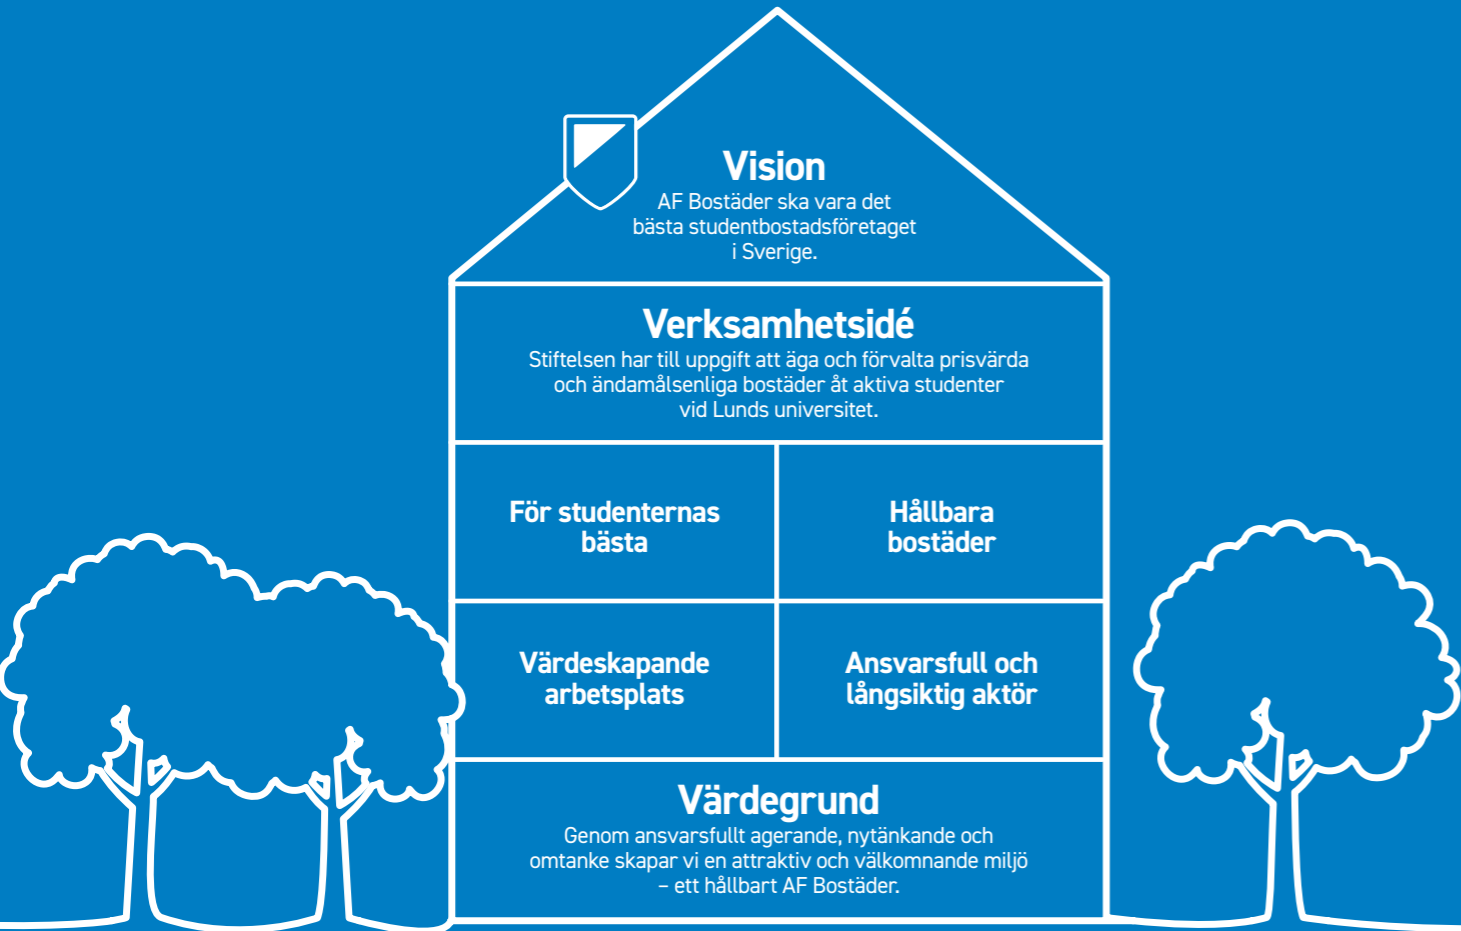 Vision
AF Bostäder ska vara det
bästa studentbostadsföretaget
i Sverige.
Verksamhetsidé
Stiftelsen har till uppgift att äga och förvalta prisvärda
och ändamålsenliga bostäder åt aktiva studenter
vid Lunds universitet.
För studenternas
bästa
Hållbara
bostäder
Värdeskapande
arbetsplats
Ansvarsfull och
långsiktig aktör
Värdegrund
Genom ansvarsfullt agerande, nytänkande och
omtanke skapar vi en attraktiv och välkomnande miljö
– ett hållbart AF Bostäder.